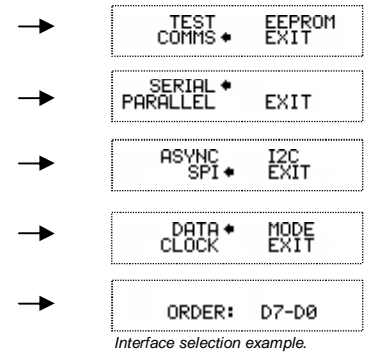 TEST EEPROM
COMMS EXIT
SERIAL
PARALLEL EXIT
ASYNC I2C
SPI EXIT
DATA MODE
CLOCK EXIT
ORDER: D7-D0
Interface selection example.